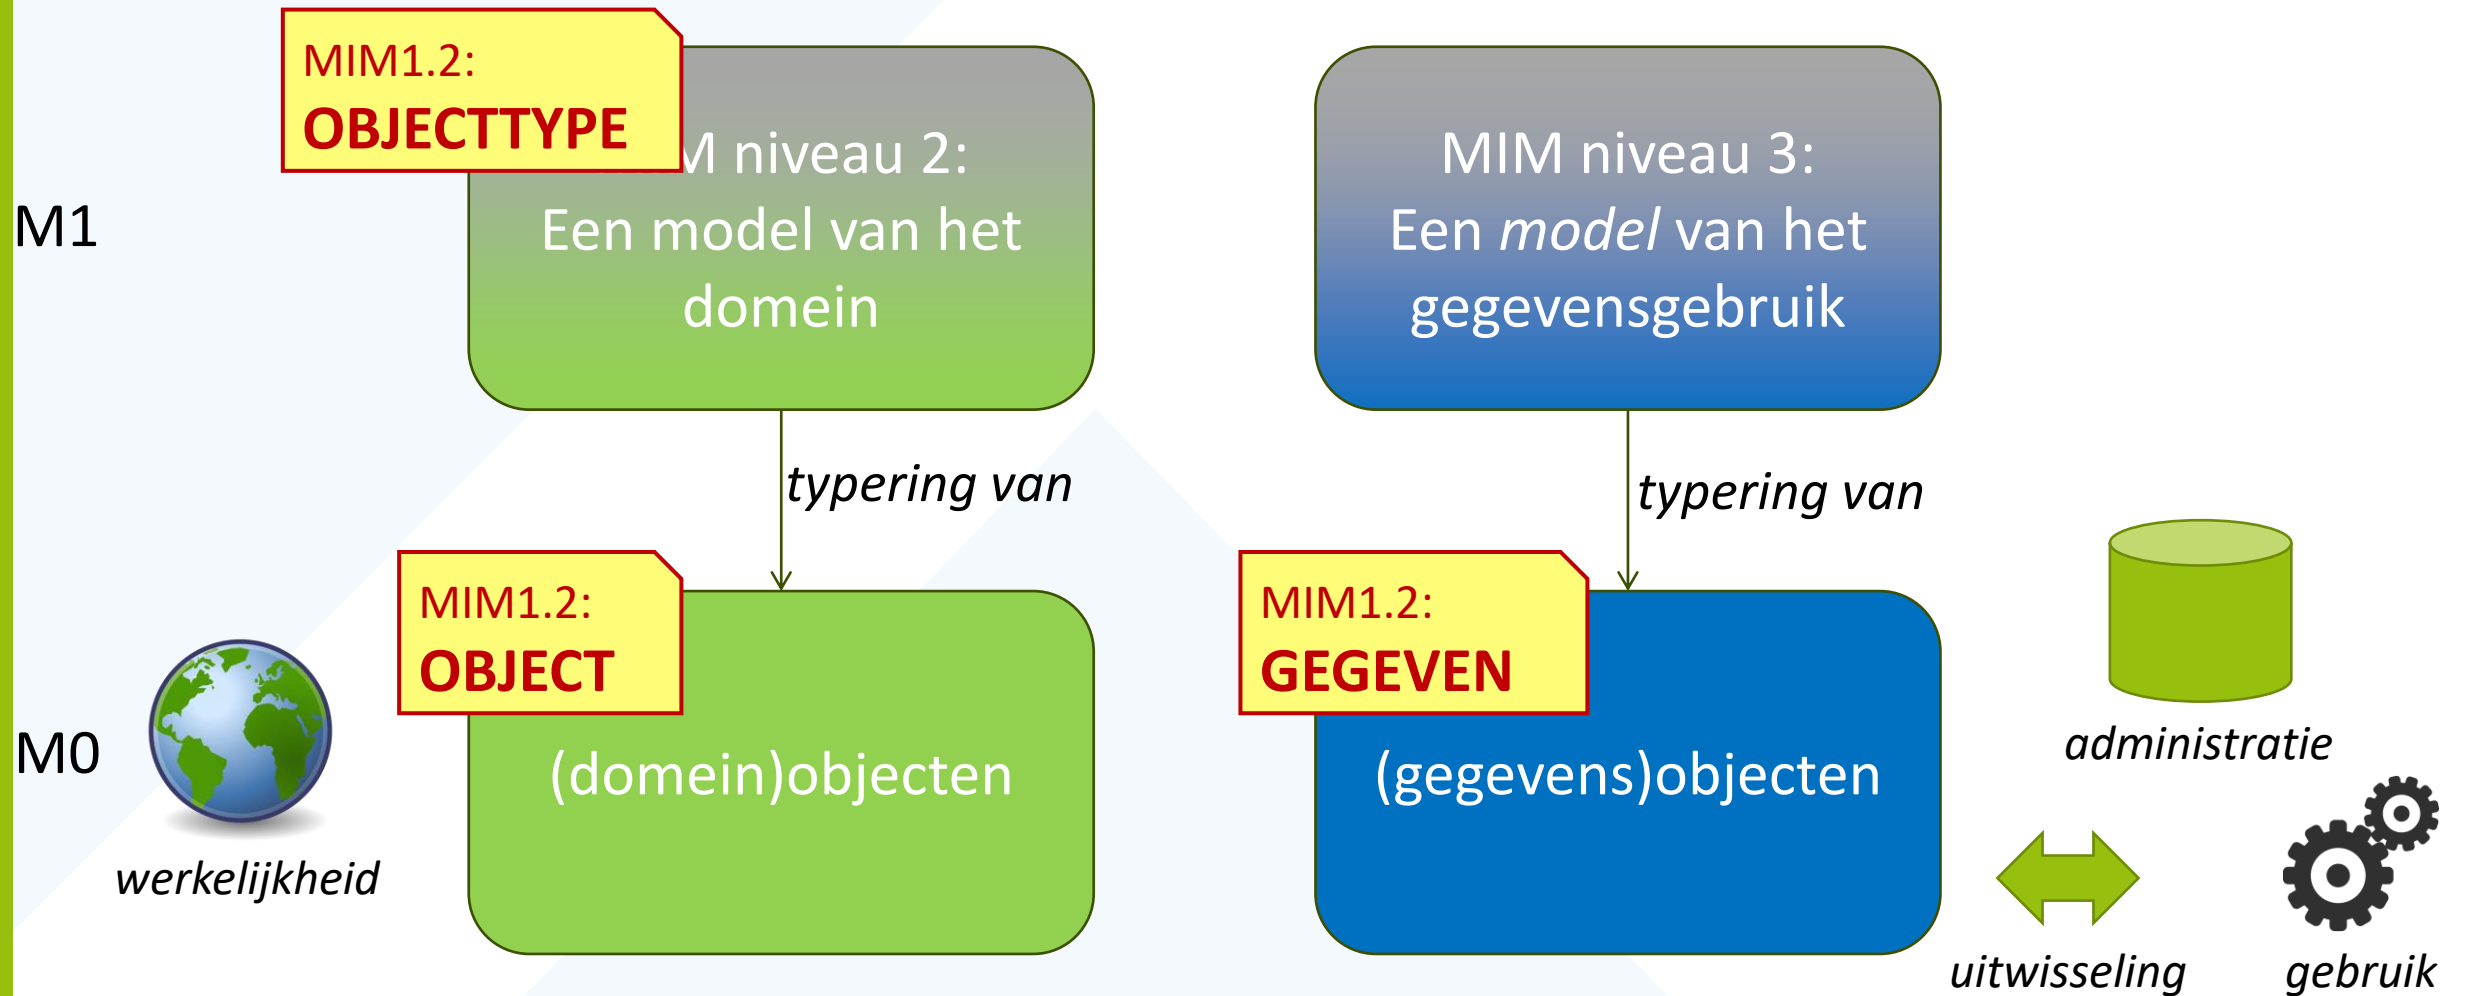 MIM1.2:
OBJECTTYPE
M niveau 2:
Een model van het
domein
MIM niveau 3:
Een model van het
gegevensgebruik
M1
typering van
typering van
MIM1.2:
OBJECT
(domein)objecten
MIM1.2:
GEGEVEN
(gegevens)objecten
M0
werkelijkheid
administratie
uitwisseling
gebruik